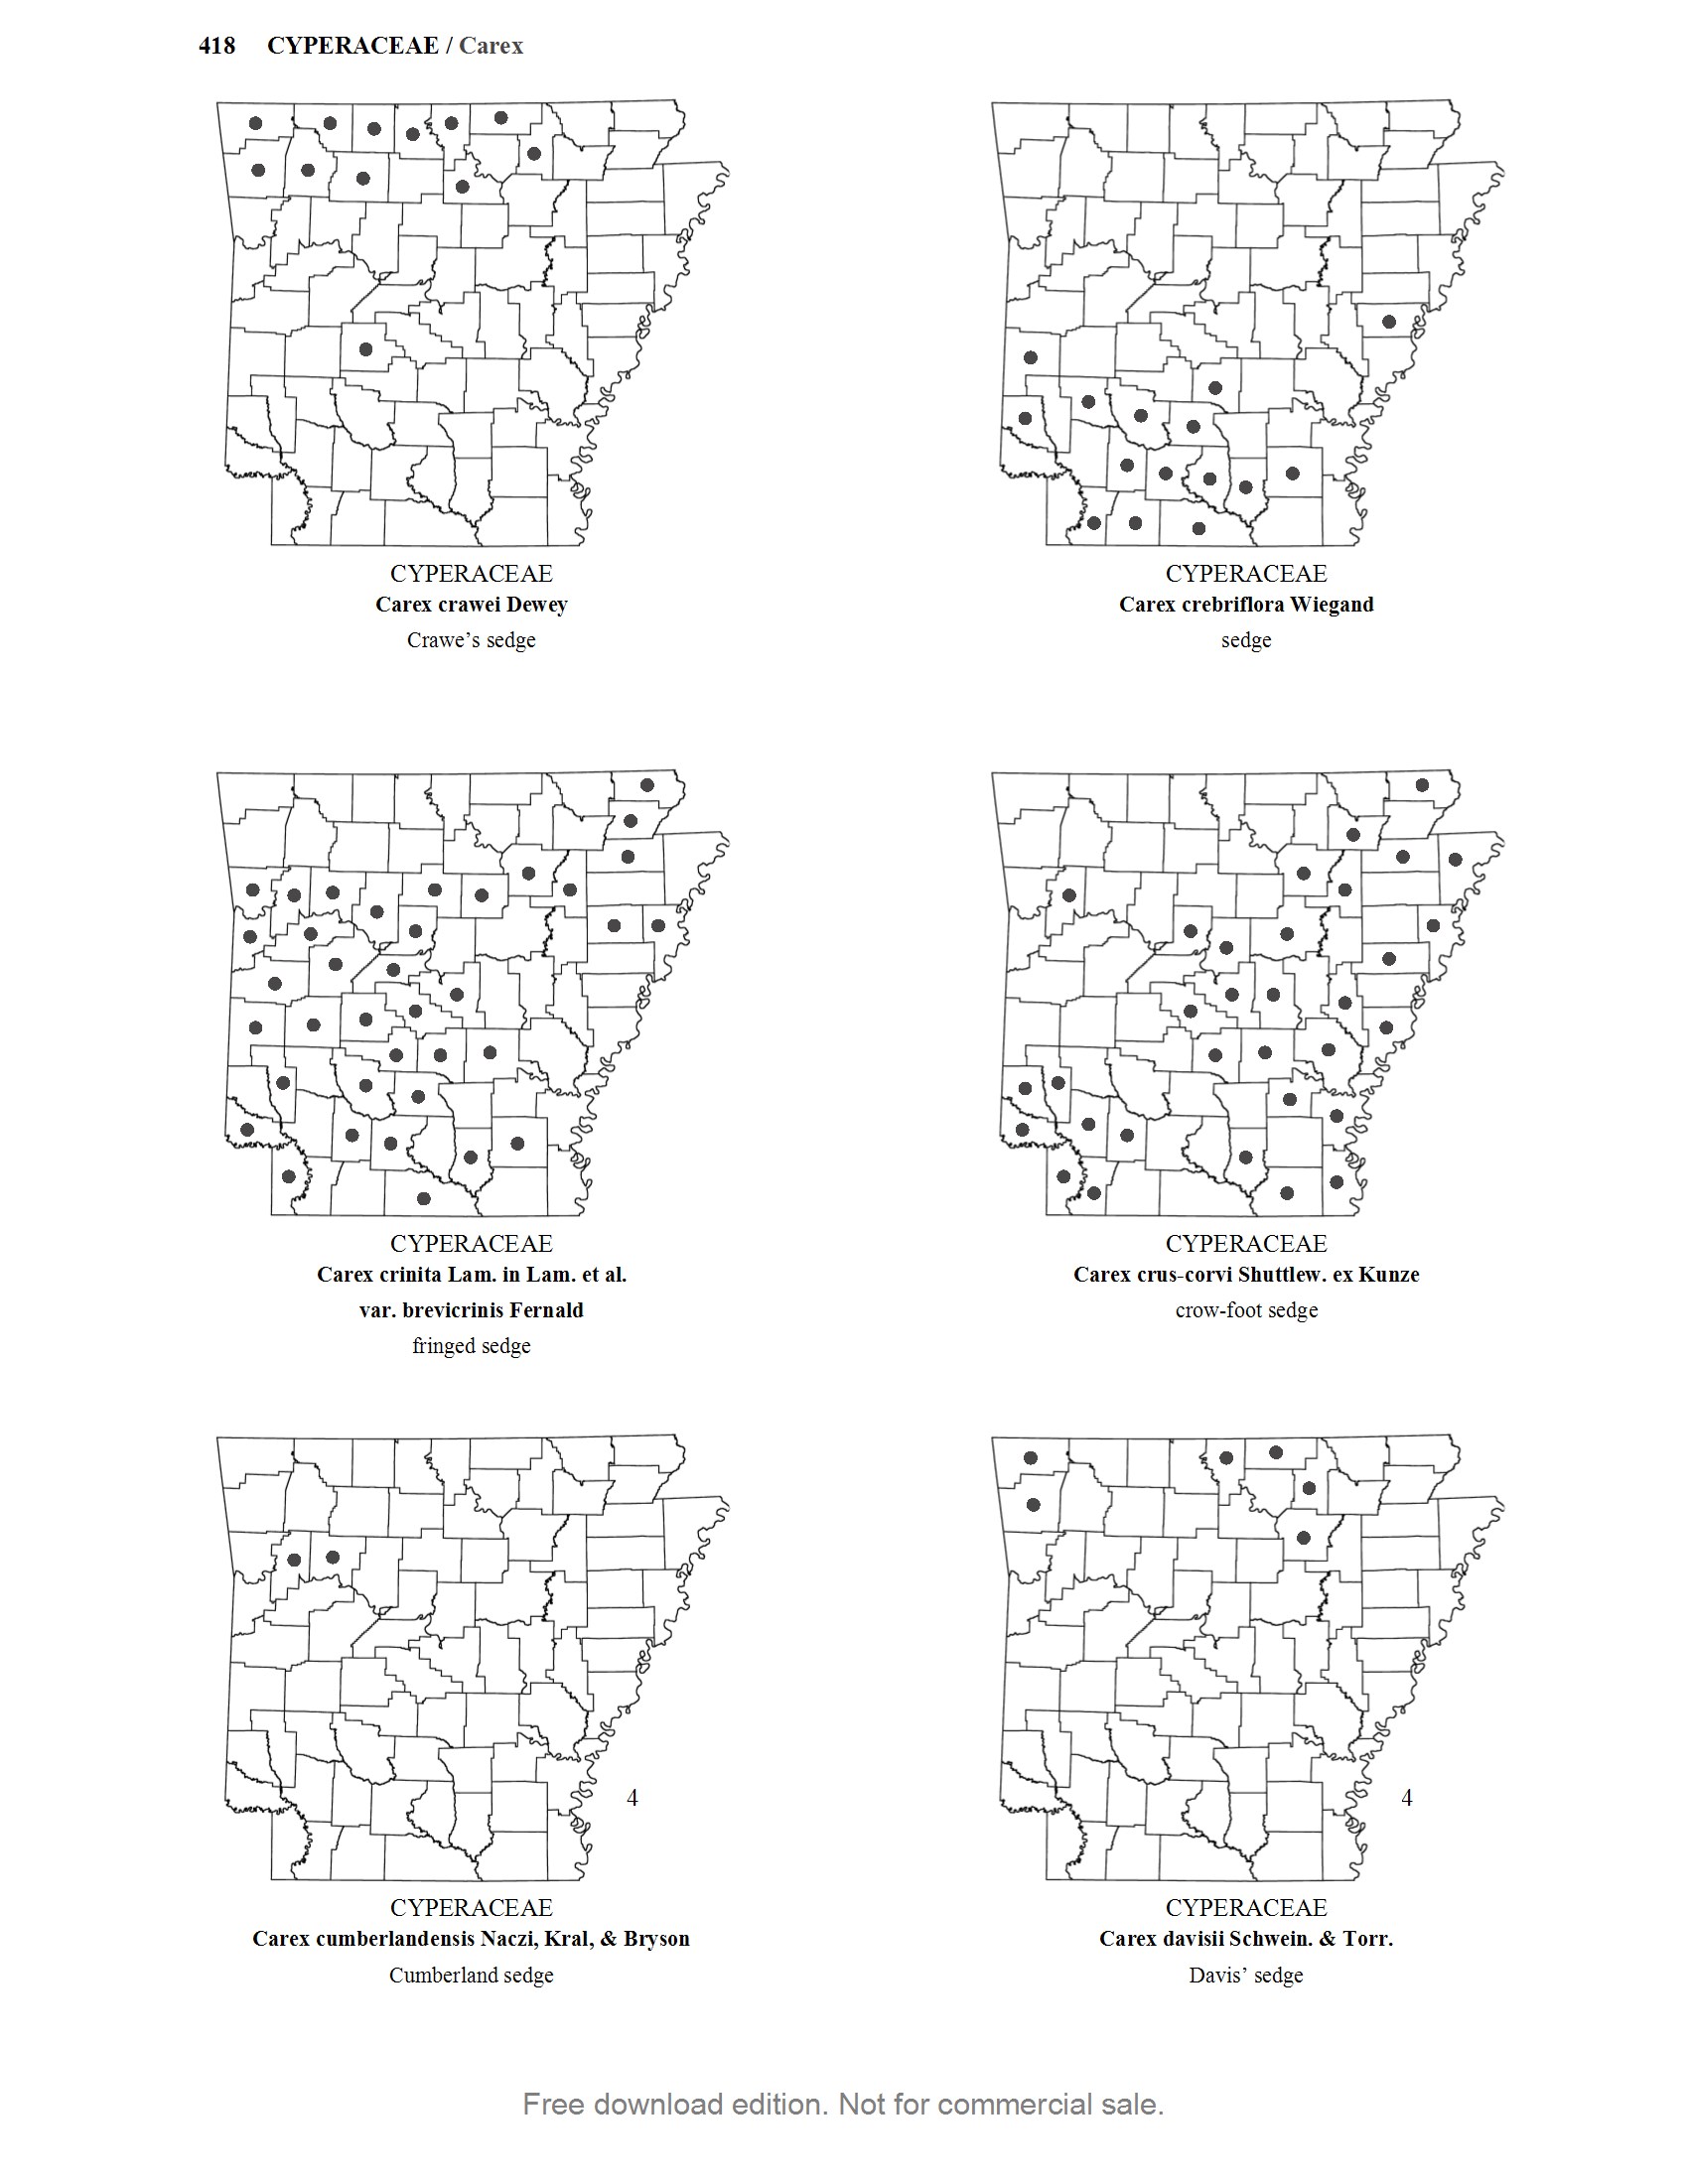 418 CYPERACEAE / Carex
CYPERACEAE
Carex crawei Dewey
Crawe’s sedge
CYPERACEAE
Carex crebriflora Wiegand
sedge
CYPERACEAE
Carex crinita Lam. in Lam. et al.
var. brevicrinis Fernald
fringed sedge
CYPERACEAE
Carex crus-corvi Shuttlew. ex Kunze
crow-foot sedge
4
CYPERACEAE
Carex cumberlandensis Naczi, Kral, & Bryson
Cumberland sedge
4
CYPERACEAE
Carex davisii Schwein. & Torr.
Davis’ sedge
Free download edition. Not for commercial sale.